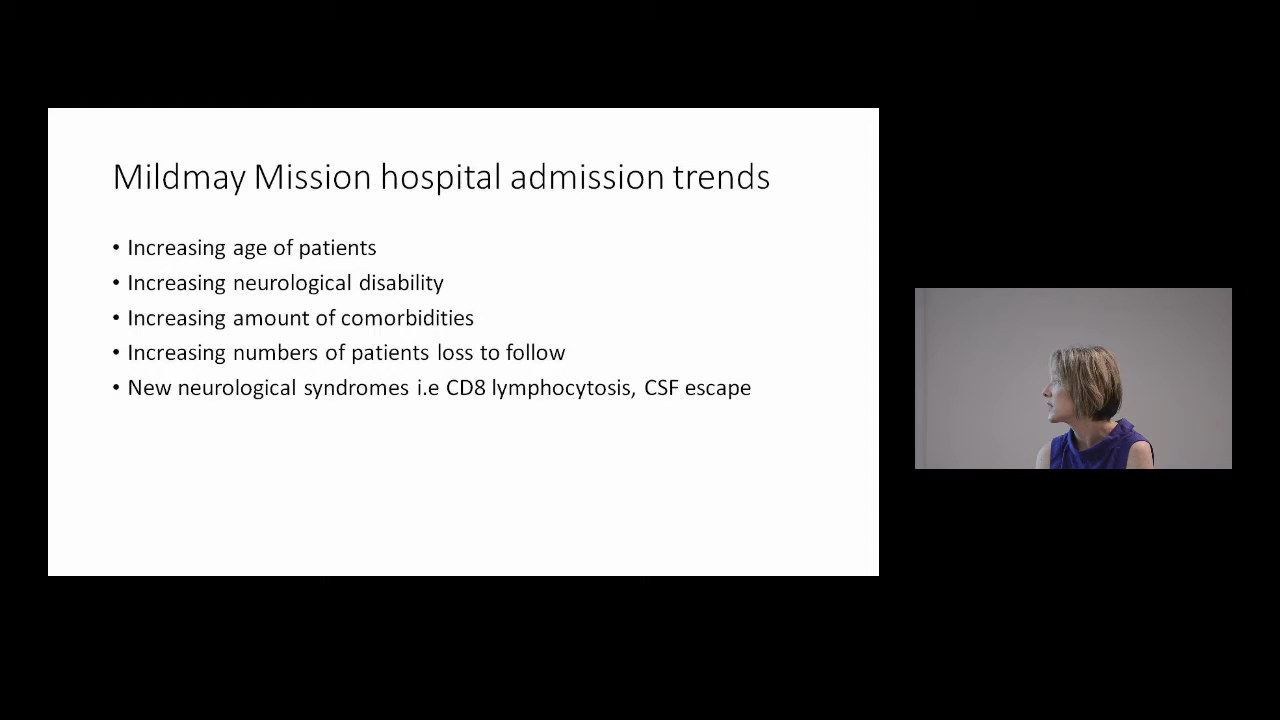 Mildmay Mission hospital admission trends
• Increasing age of patients
• Increasing neurological disability
• Increasing amount of comorbidities
• Increasing numbers of patients loss to follow
• New neurological syndromes i.e CD8 lymphocytosis, CSF escape